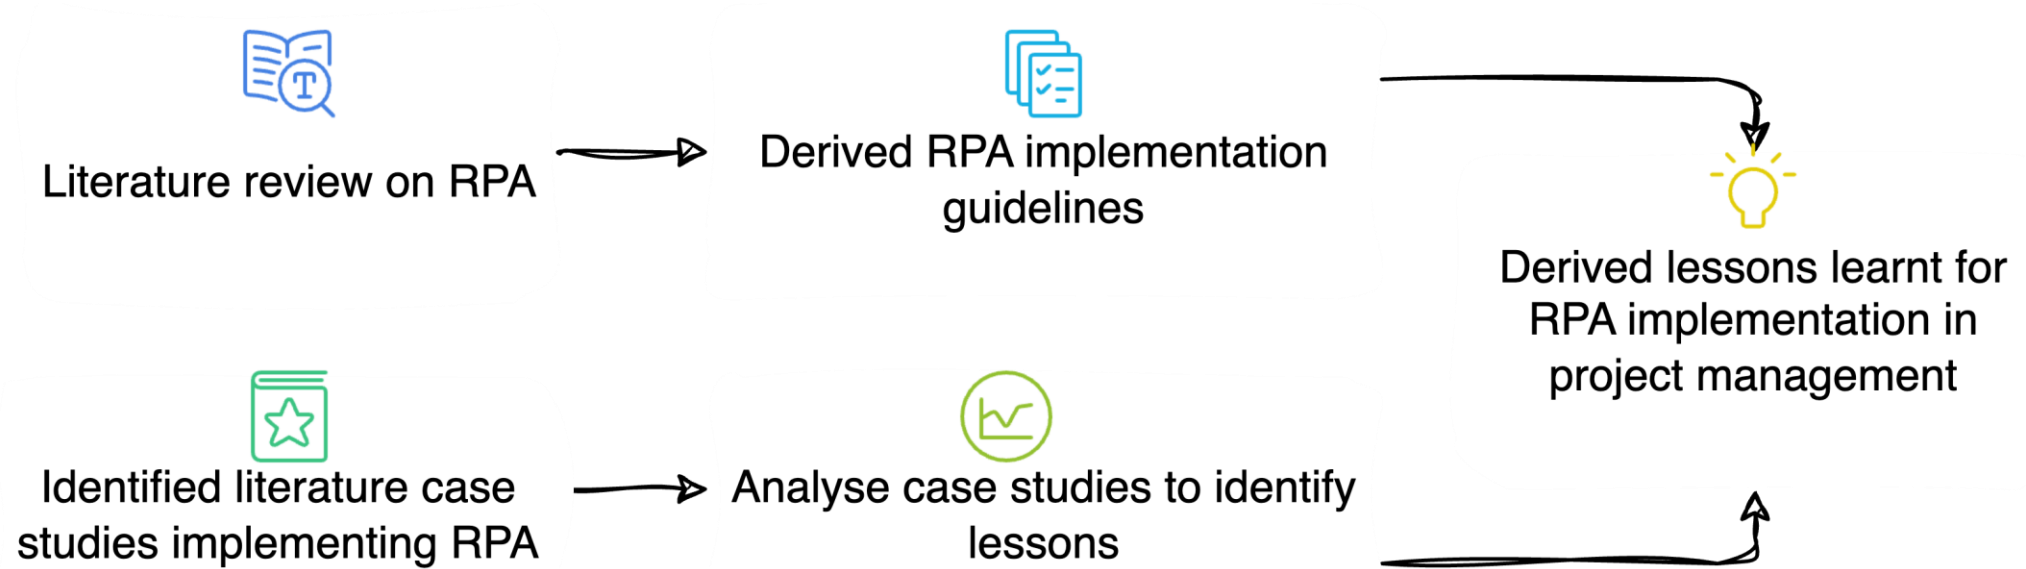 Literature review on RPA
Derived RPA implementation
guidelines
Derived lessons learnt for
RPA implementation in
project management
Identified literature case
studies implementing RPA
Analyse case studies to identify
lessons